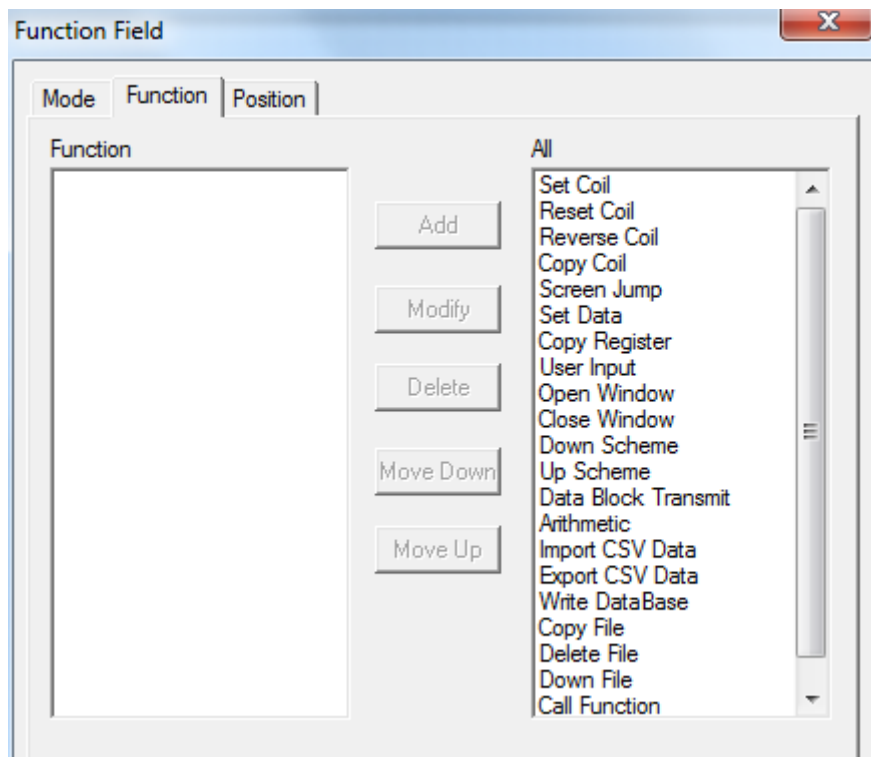 Function Field
Mode Function Position
Function
All
Add
Modify
Delete
Move Down
Move Up
Set Coil
Reset Coil
Reverse Coil
Copy Coil
Screen Jump
Set Data
Copy Register
User Input
Open Window
Close Window
Down Scheme
Up Scheme
Data Block Transmit
Arithmetic
Import CSV Data
Export CSV Data
Write DataBase
Copy File
Delete File
Down File
Call Function